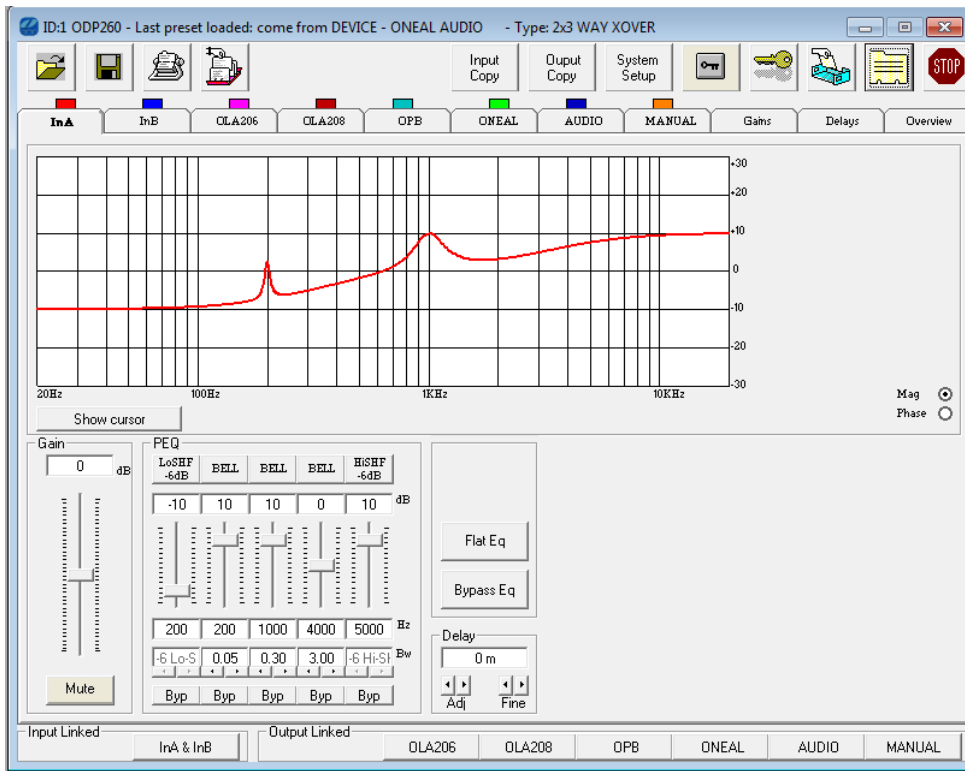 ID:1 ODP260 - Last preset loaded: come from DEVICE - ONEAL AUDIO - Type: 2x3 WAY XOVER
Input Copy
Ouput Copy
System Setup
STOP
InA InB OLA206 OLA208 OPB ONEAL AUDIO MANUAL Gains Delays Overview
+30
+20
+10
0
-10
-20
-30
20Hz 100Hz 1KHz 10KHz
Mag
Phase
Show cursor
Gain
0 dB
Mute
PEQ
LoSHF -6dB BELL BELL BELL HiSHF -6dB
-10 10 10 0 10 dB
200 200 1000 4000 5000 Hz
-6 Lo-S 0.05 0.30 3.00 -6 Hi-SH Bw
Byp Byp Byp Byp Byp
Flat Eq
Bypass Eq
Delay
0 m
Adj Fine
Input Linked
InA & InB
Output Linked
OLA206 OLA208 OPB ONEAL AUDIO MANUAL